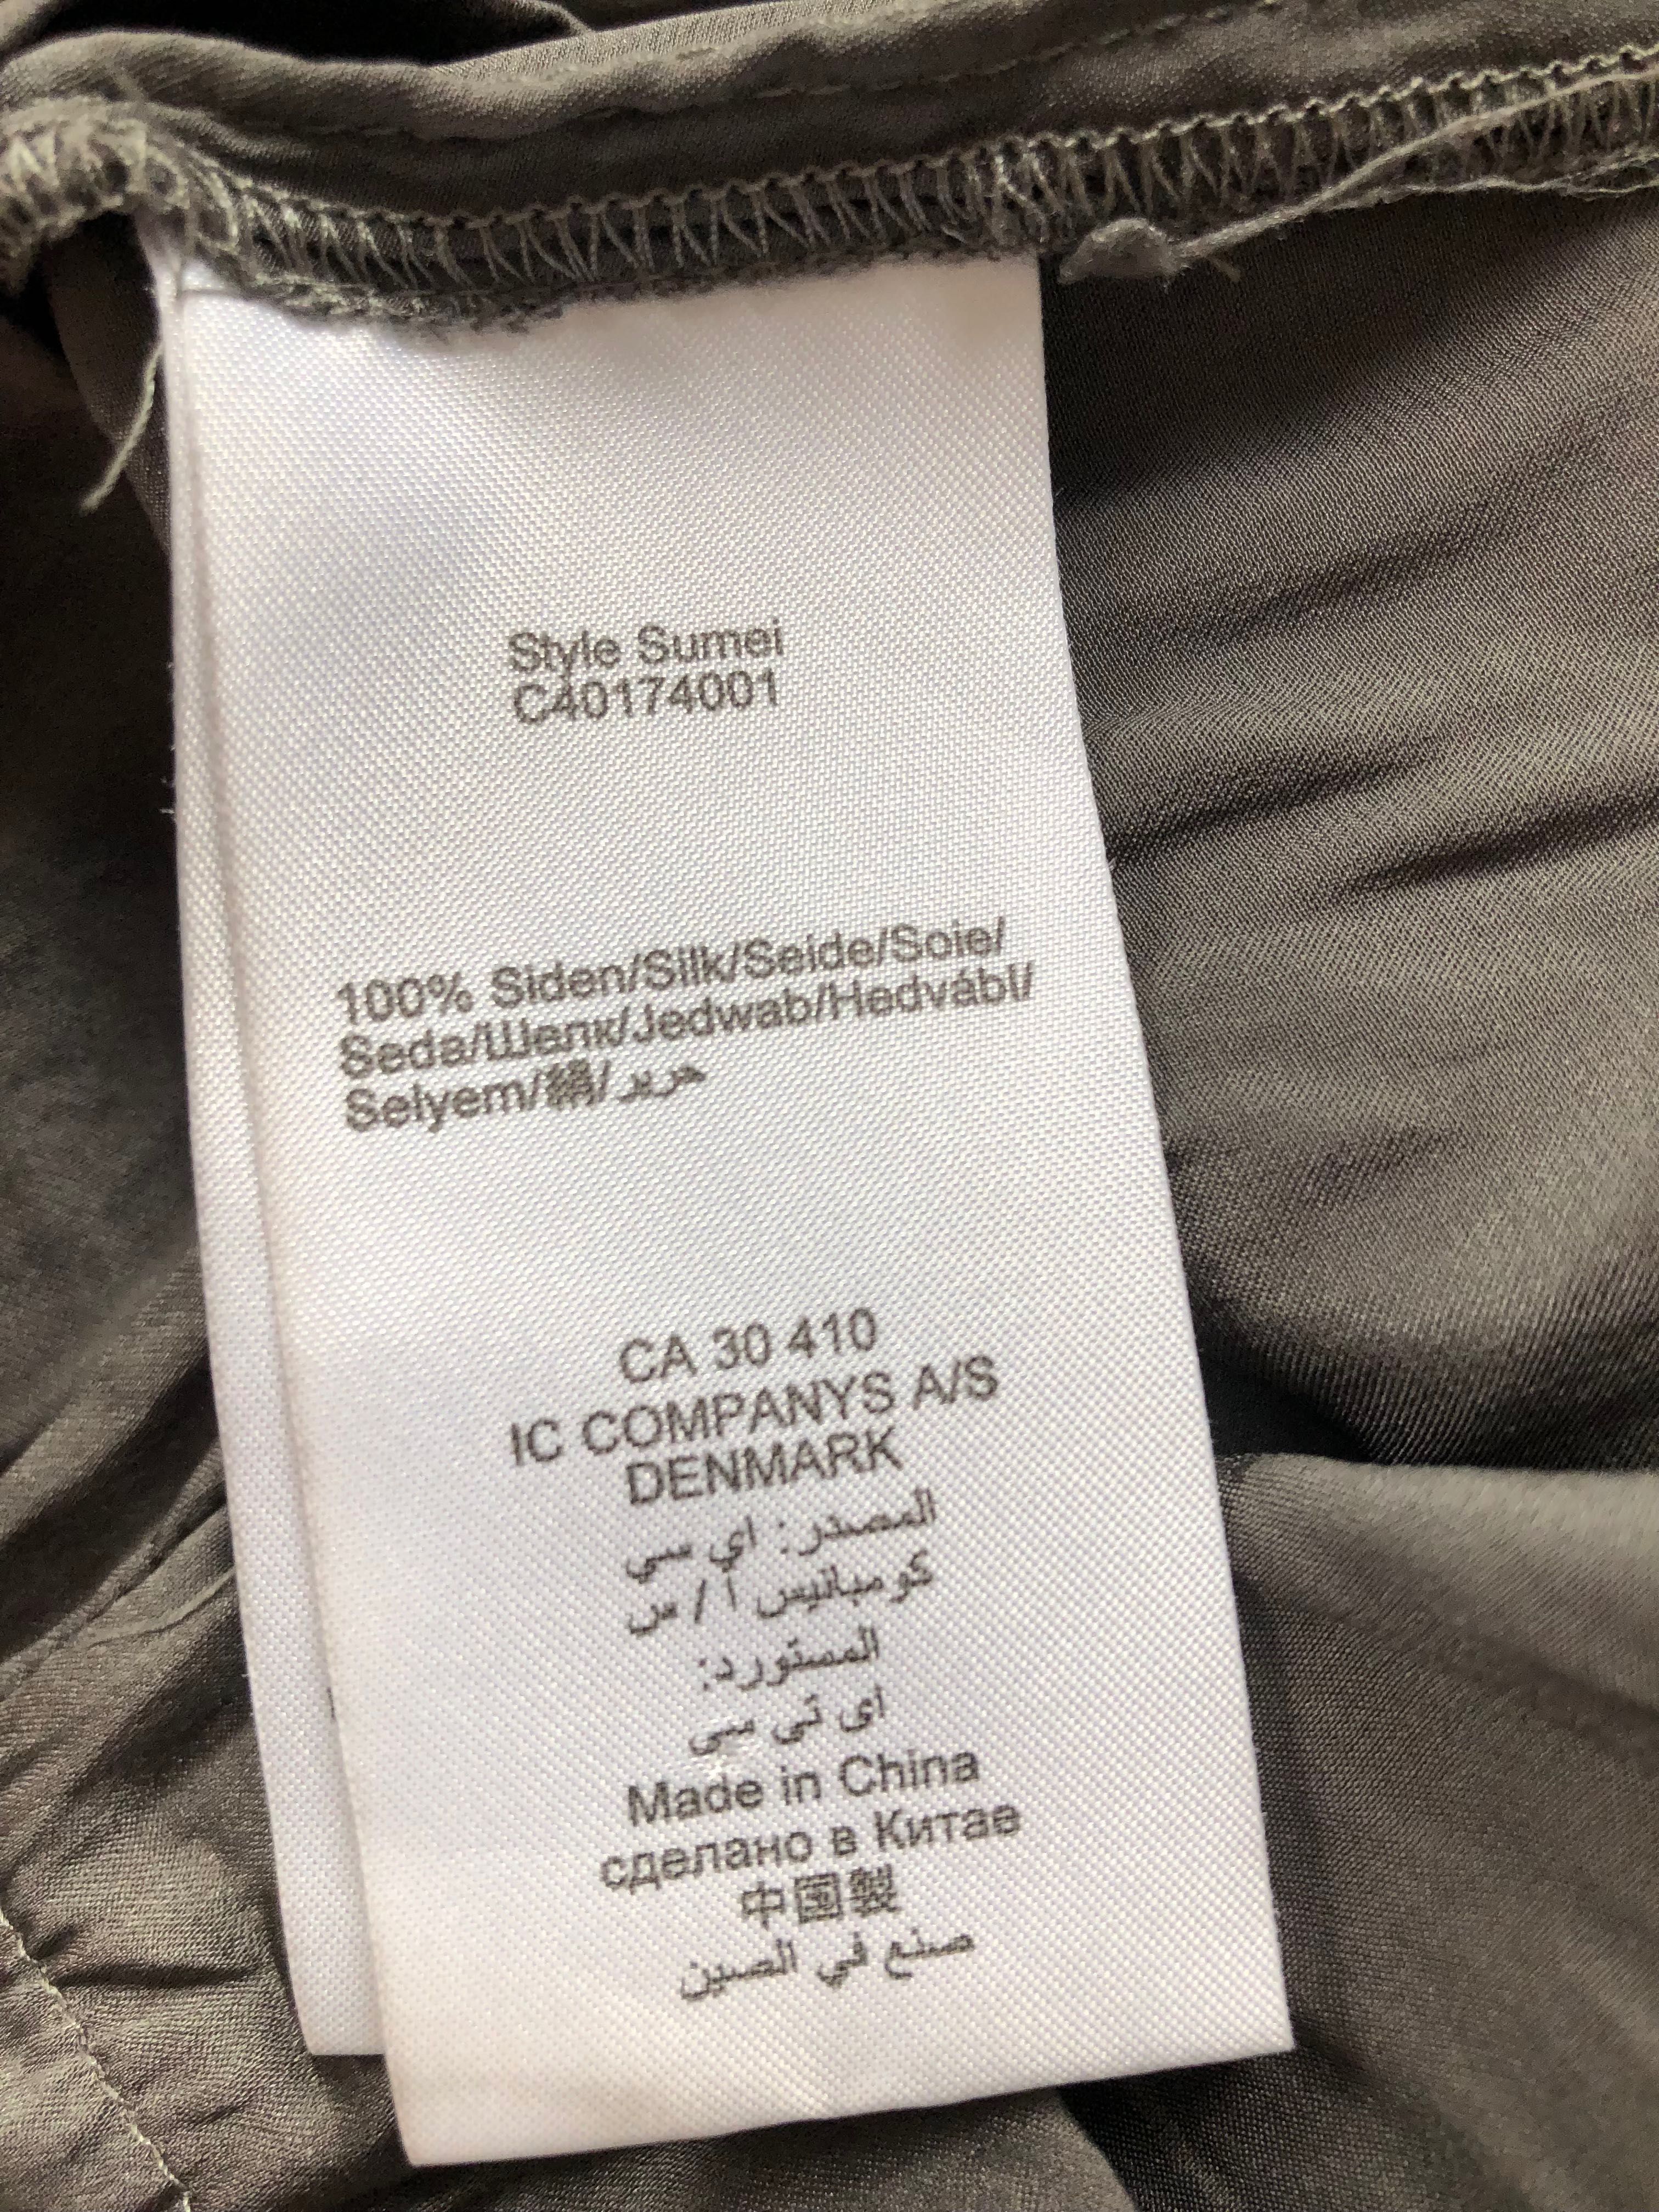 Style Sumei
C40174001
100% Siden/Silk/Seide/Soie/
Seda/Шелк/Jedwab/Hedvábí/
Selyem/絹/حرير
CA 30 410
IC COMPANYS A/S
DENMARK
المصدر: اي سي
كومبانيس أ / س
المستورد:
اى تى سي
Made in China
сделано в Китае
中国製
صنع في الصين